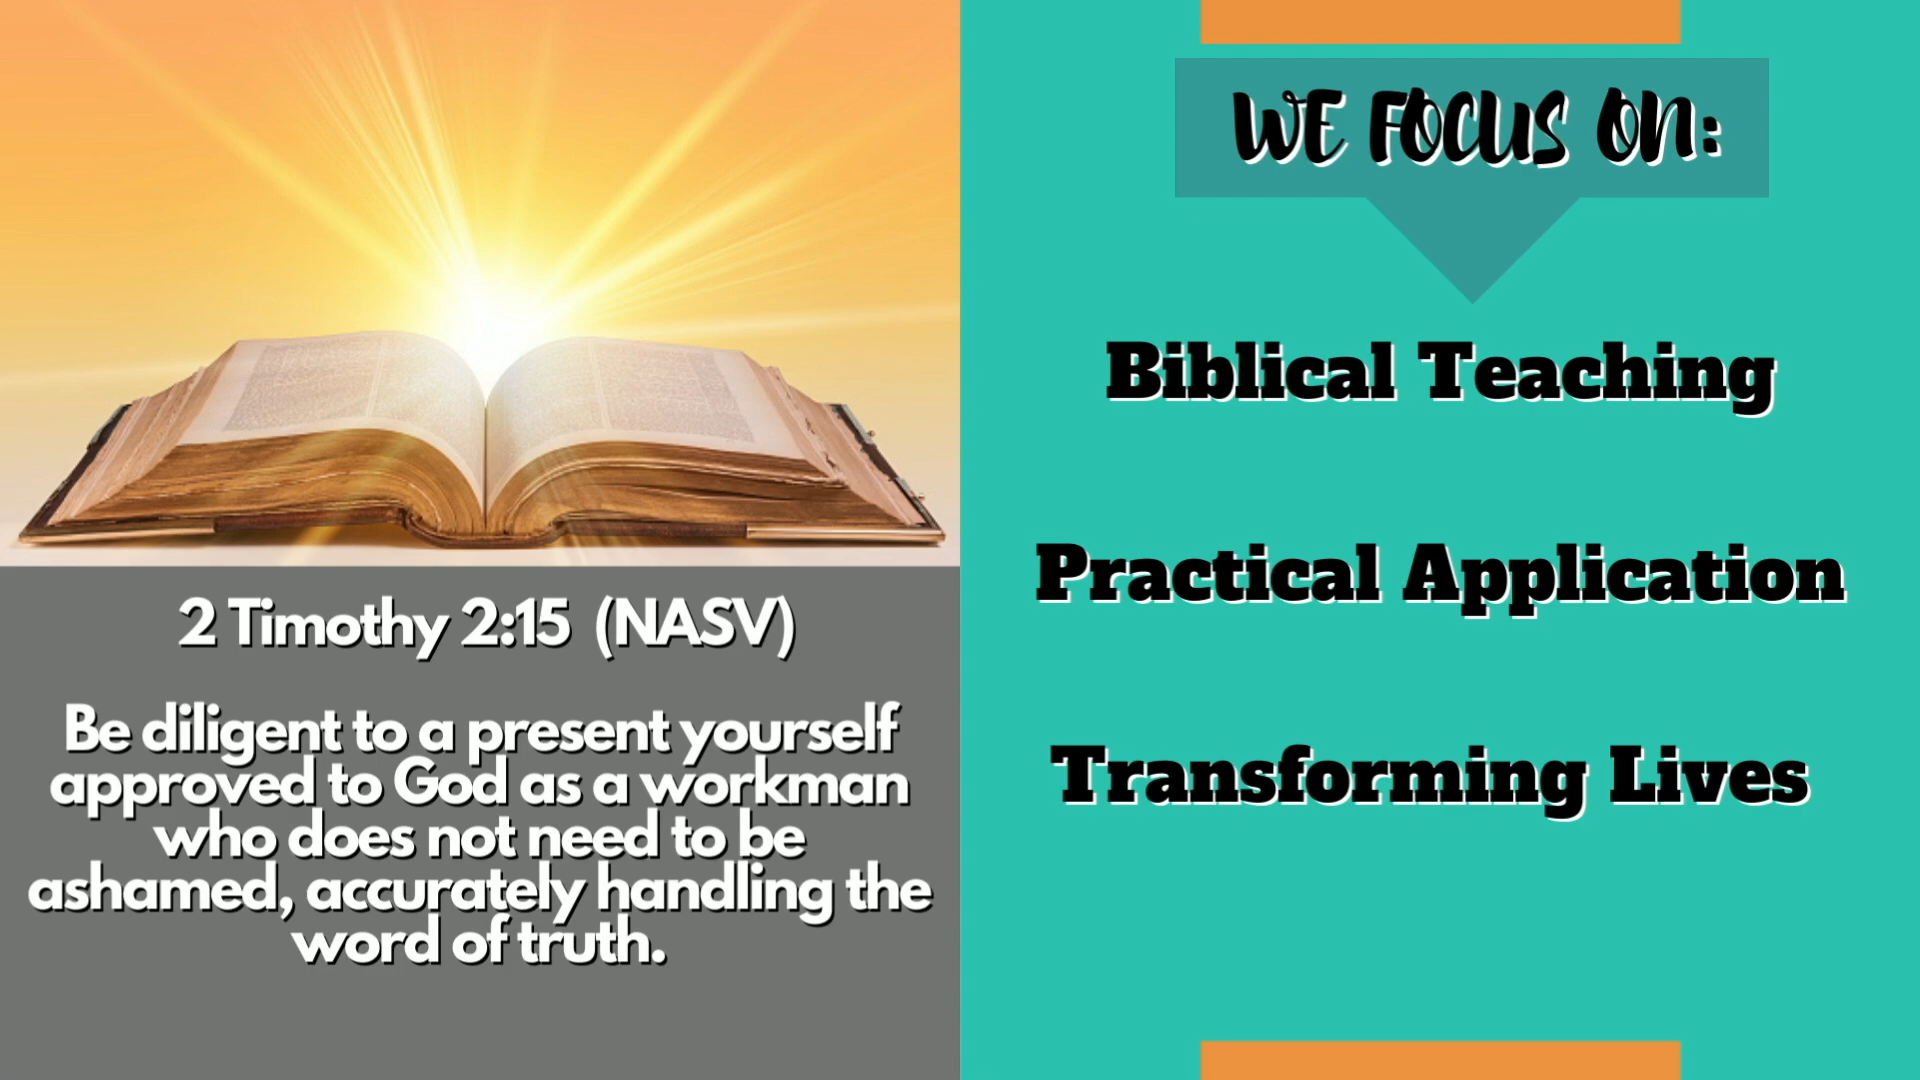 2 Timothy 2:15 (NASV)
Be diligent to a present yourself
approved to God as a workman
who does not need to be
ashamed, accurately handling the
word of truth.
WE FOCUS ON:
Biblical Teaching
Practical Application
Transforming Lives